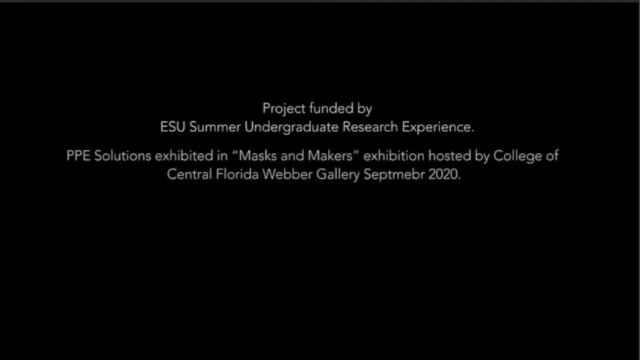 Project funded by
ESU Summer Undergraduate Research Experience.
PPE Solutions exhibited in “Masks and Makers” exhibition hosted by College of
Central Florida Webber Gallery Septmebr 2020.